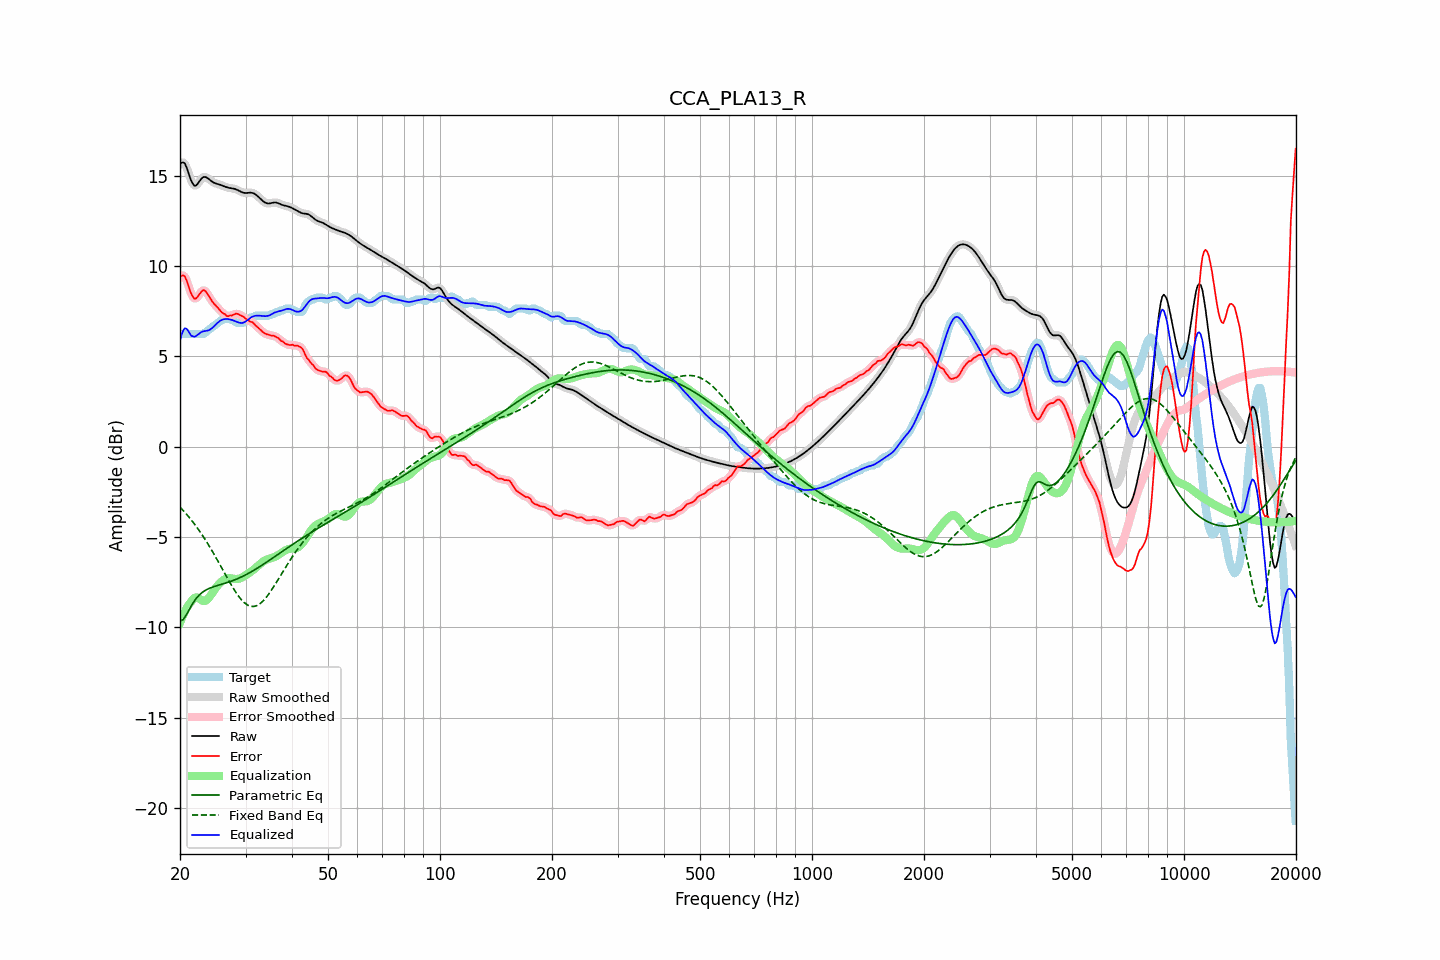 CCA_PLA13_R
Amplitude (dBr)
15
10
5
0
−5
−10
−15
−20
Target
Raw Smoothed
Error Smoothed
Raw
Error
Equalization
Parametric Eq
Fixed Band Eq
Equalized
20 50 100 200 500 1000 2000 5000 10000 20000
Frequency (Hz)